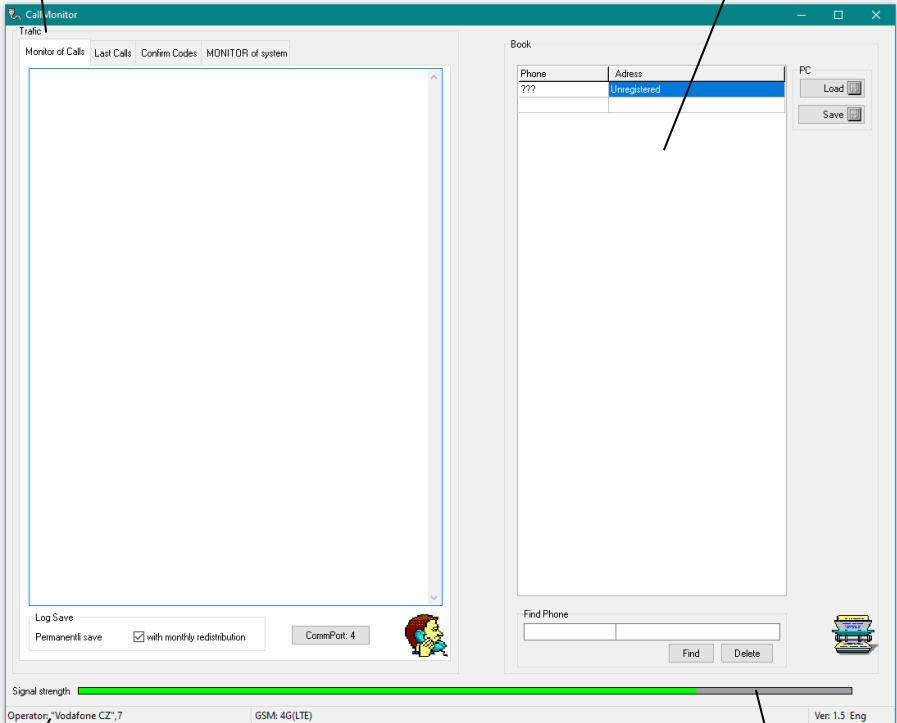 Call Monitor
Trafic
Monitor of Calls Last Calls Confirm Codes MONITOR of system
Book
Phone Adress
??? Unregistered
PC
Load
Save
Log Save
Permanentli save with monthly redistribution
CommPort: 4
Find Phone
Find Delete
Signal strength
Operator: "Vodafone CZ",7 GSM: 4G(LTE) Ver: 1.5 Eng